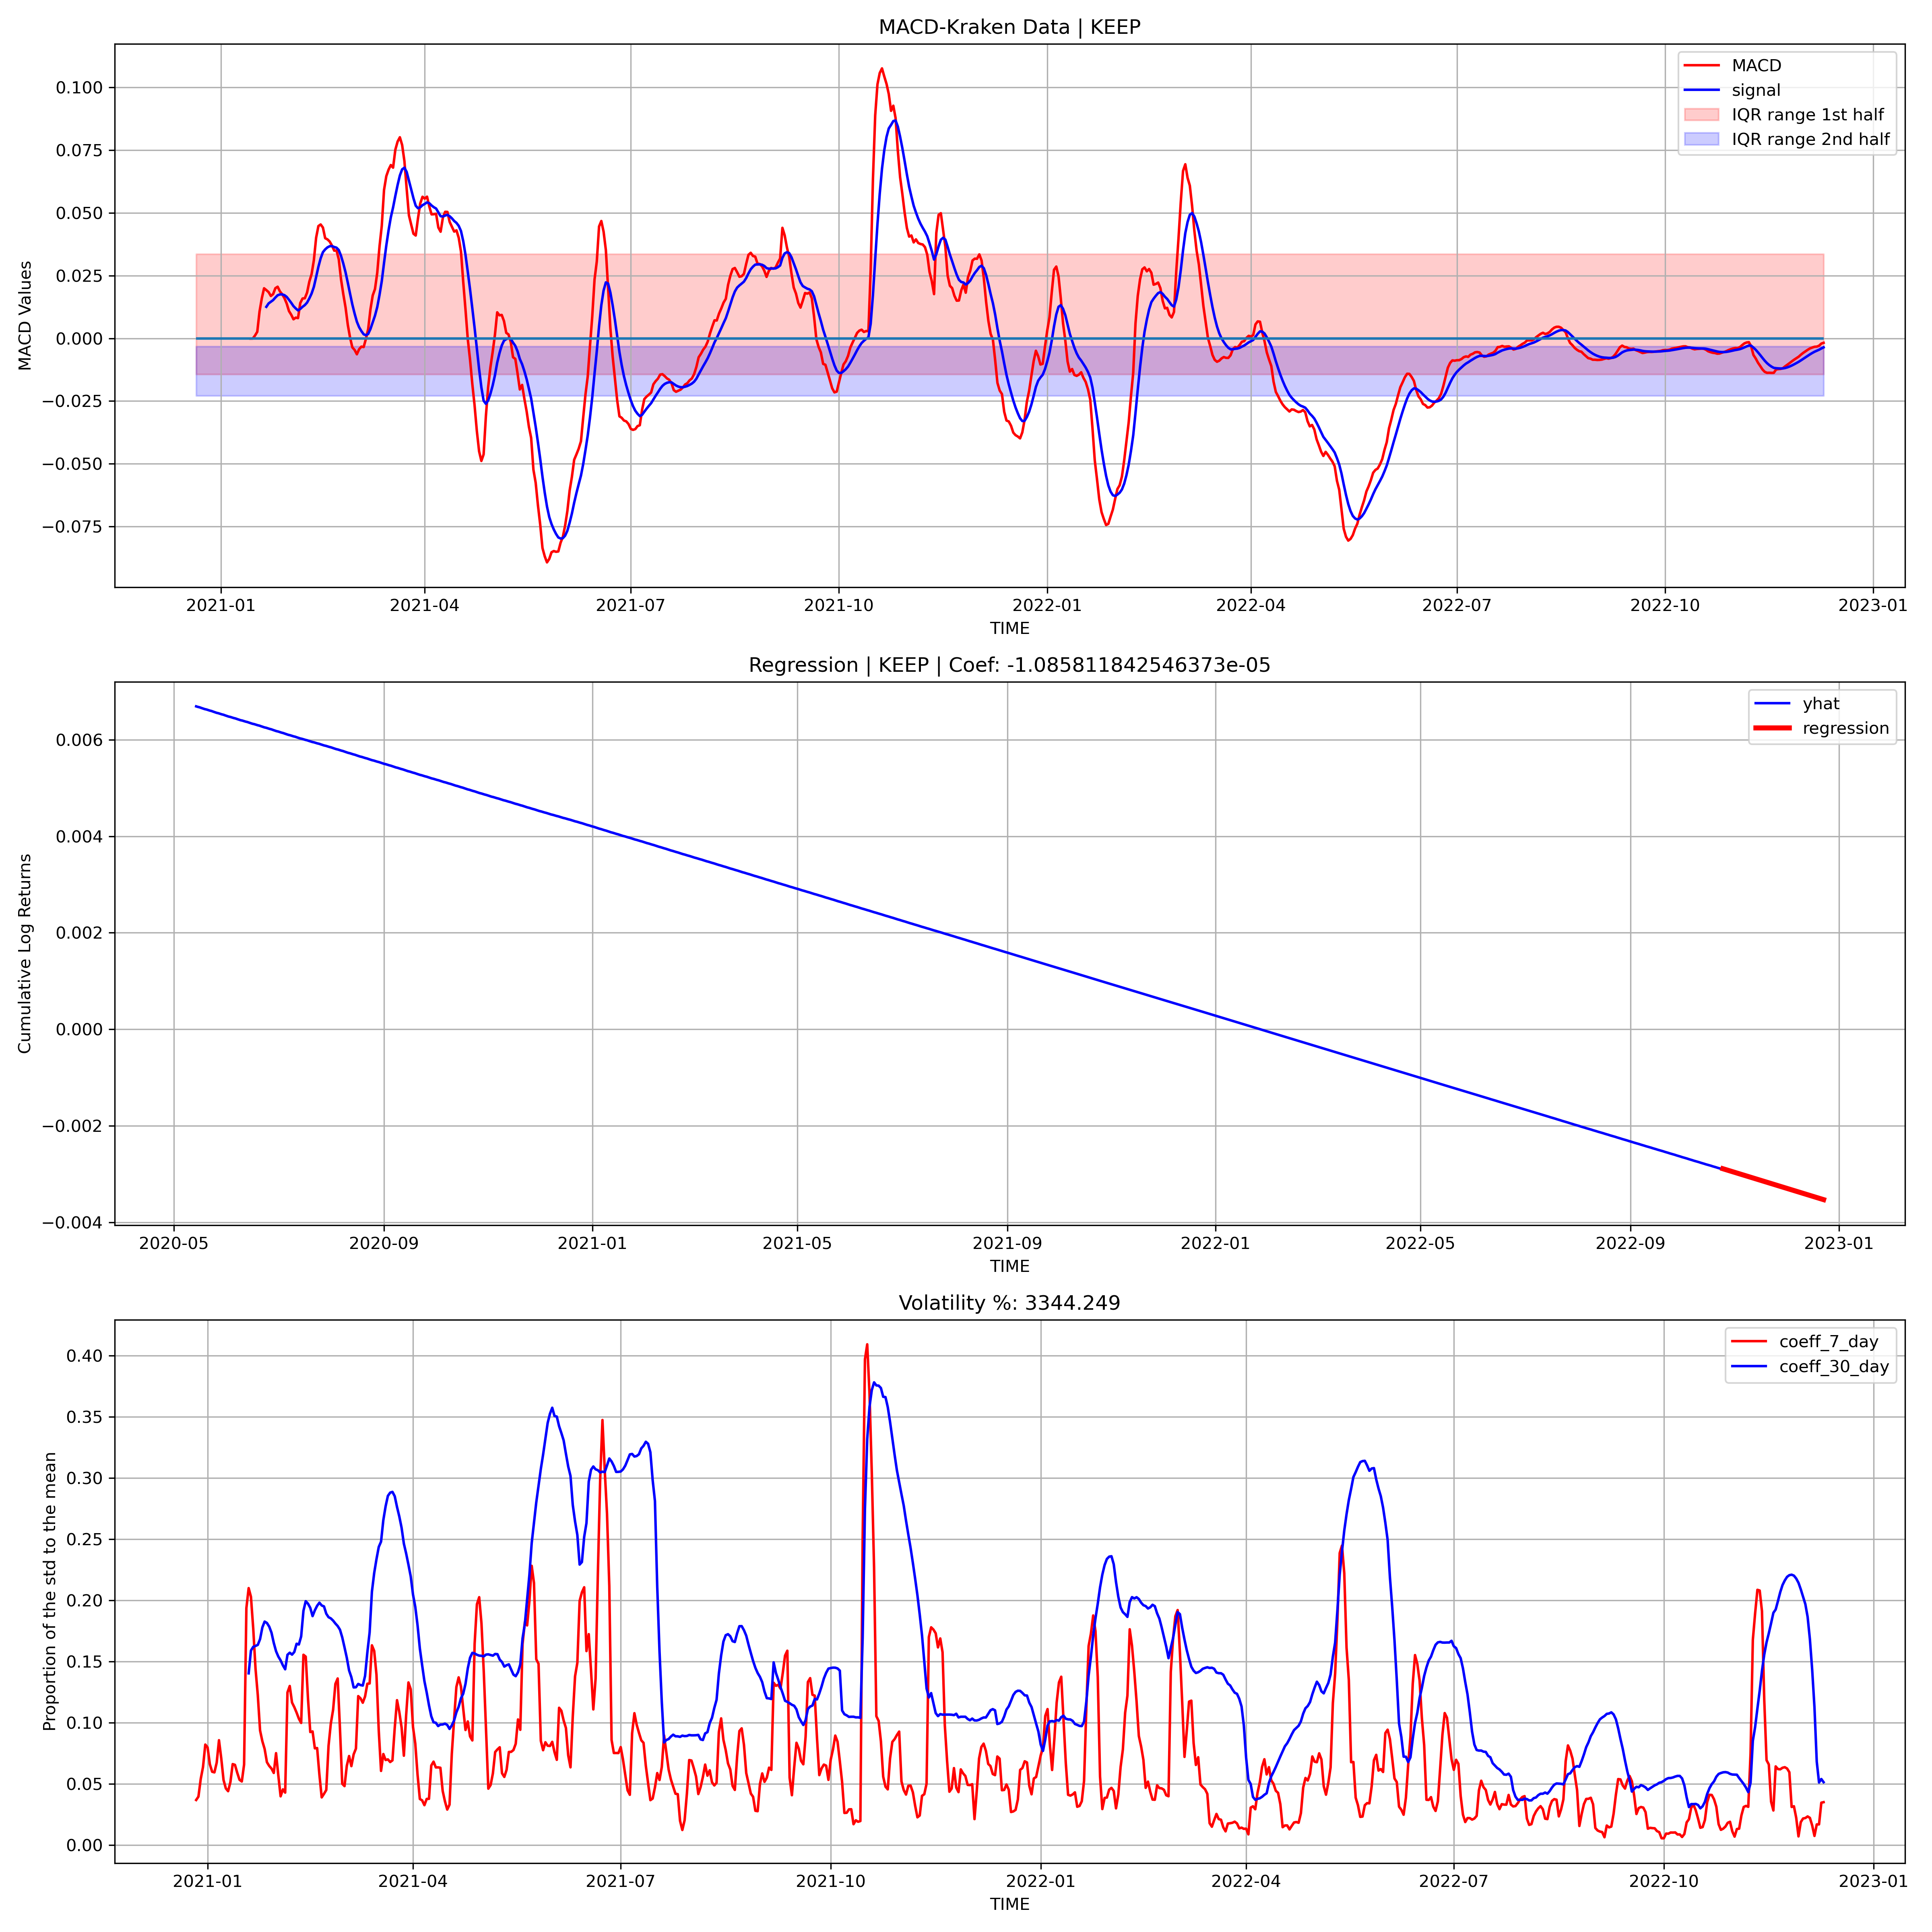 MACD-Kraken Data | KEEP
MACD Values
0.100
0.075
0.050
0.025
0.000
−0.025
−0.050
−0.075
MACD
signal
IQR range 1st half
IQR range 2nd half
2021-01
2021-04
2021-07
2021-10
2022-01
2022-04
2022-07
2022-10
2023-01
TIME
Regression | KEEP | Coef: -1.085811842546373e-05
Cumulative Log Returns
0.006
0.004
0.002
0.000
−0.002
−0.004
yhat
regression
2020-05
2020-09
2021-01
2021-05
2021-09
2022-01
2022-05
2022-09
2023-01
TIME
Volatility %: 3344.249
Proportion of the std to the mean
0.40
0.35
0.30
0.25
0.20
0.15
0.10
0.05
0.00
coeff_7_day
coeff_30_day
2021-01
2021-04
2021-07
2021-10
2022-01
2022-04
2022-07
2022-10
2023-01
TIME